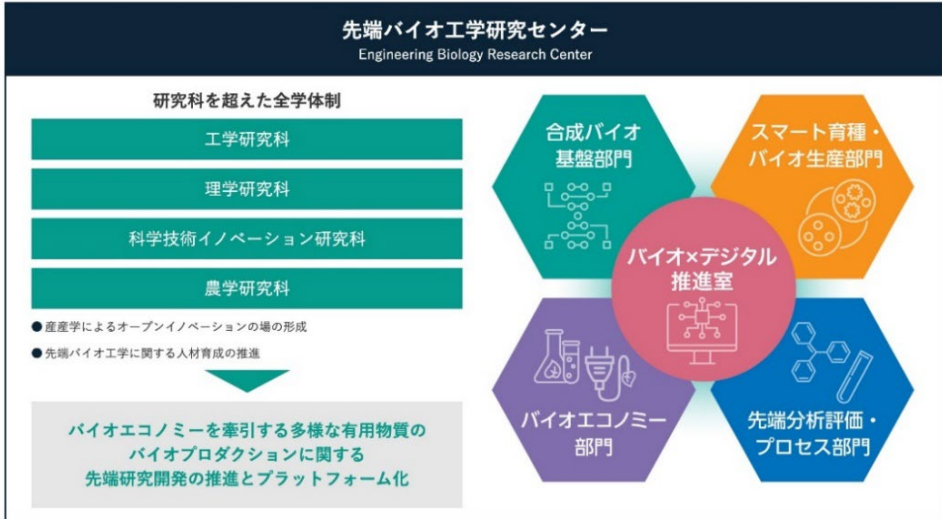 先端バイオ工学研究センター
Engineering Biology Research Center
研究科を超えた全学体制
工学研究科
理学研究科
科学技術イノベーション研究科
農学研究科
●産産学によるオープンイノベーションの場の形成
●先端バイオ工学に関する人材育成の推進
バイオエコノミーを牽引する多様な有用物質の
バイオプロダクションに関する
先端研究開発の推進とプラットフォーム化
合成バイオ
基盤部門
スマート育種・
バイオ生産部門
バイオ×デジタル
推進室
バイオエコノミー
部門
先端分析評価・
プロセス部門